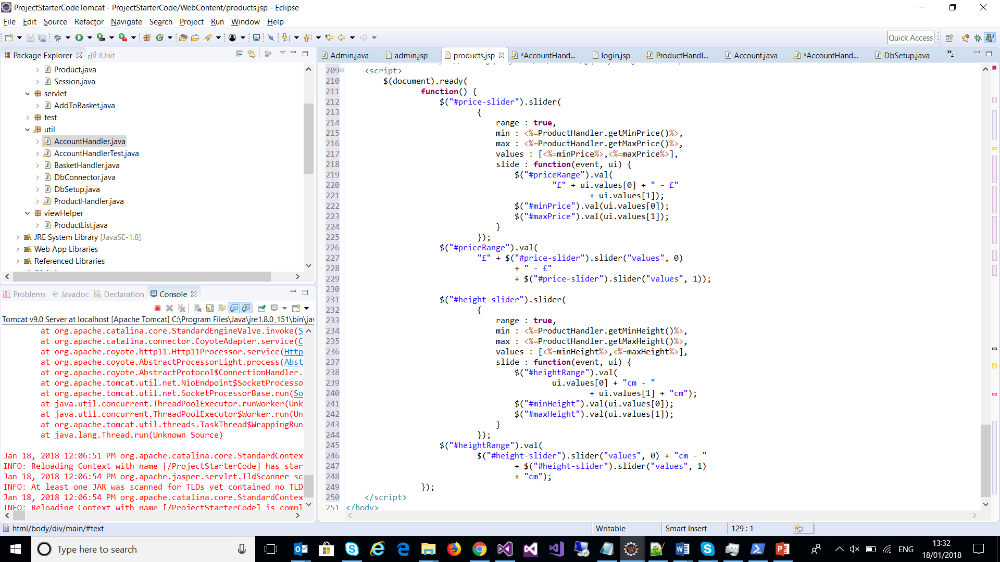 ProjectStarterCodeTomcat - ProjectStarterCode/WebContent/products.jsp - Eclipse
File Edit Source Refactor Navigate Search Project Run Window Help
Quick Access
Package Explorer JUnit
Product.java
Session.java
servlet
AddToBasket.java
test
util
AccountHandler.java
AccountHandlerTest.java
BasketHandler.java
DbConnector.java
DbSetup.java
ProductHandler.java
viewHelper
ProductList.java
JRE System Library [JavaSE-1.8]
Web App Libraries
Referenced Libraries
Problems @ Javadoc Declaration Console
Tomcat v9.0 Server at localhost [Apache Tomcat] C:\Program Files\Java\jre1.8.0_151\bin\jav
at org.apache.catalina.core.StandardEngineValve.invoke(S
at org.apache.catalina.connector.CoyoteAdapter.service(C
at org.apache.coyote.http11.Http11Processor.service(Http
at org.apache.coyote.AbstractProcessorLight.process(Abst
at org.apache.coyote.AbstractProtocol$ConnectionHandler.
at org.apache.tomcat.util.net.NioEndpoint$SocketProcesso
at org.apache.tomcat.util.net.SocketProcessorBase.run(So
at java.util.concurrent.ThreadPoolExecutor.runWorker(Unk
at java.util.concurrent.ThreadPoolExecutor$Worker.run(Un
at org.apache.tomcat.util.threads.TaskThread$WrappingRun
at java.lang.Thread.run(Unknown Source)
Jan 18, 2018 12:06:51 PM org.apache.catalina.core.StandardContex
INFO: Reloading Context with name [/ProjectStarterCode] has star
Jan 18, 2018 12:06:54 PM org.apache.jasper.servlet.TldScanner sc
INFO: At least one JAR was scanned for TLDs yet contained no TLD
Jan 18, 2018 12:06:54 PM org.apache.catalina.core.StandardContex
INFO: Reloading Context with name [/ProjectStarterCode] is compl
Admin.java admin.jsp products.jsp *AccountHand... login.jsp ProductHandl... Account.java *AccountHand... DbSetup.java »4
209 <script>
210 $(document).ready(
211 function() {
212 $("#price-slider").slider(
213 {
214 range : true,
215 min : <%=ProductHandler.getMinPrice()%>,
216 max : <%=ProductHandler.getMaxPrice()%>,
217 values : [<%=minPrice%>,<%=maxPrice%>],
218 slide : function(event, ui) {
219 $("#priceRange").val(
220 "£" + ui.values[0] + " - £"
221 + ui.values[1]);
222 $("#minPrice").val(ui.values[0]);
223 $("#maxPrice").val(ui.values[1]);
224 }
225 });
226 $("#priceRange").val(
227 "£" + $("#price-slider").slider("values", 0)
228 + " - £"
229 + $("#price-slider").slider("values", 1));
230
231 $("#height-slider").slider(
232 {
233 range : true,
234 min : <%=ProductHandler.getMinHeight()%>,
235 max : <%=ProductHandler.getMaxHeight()%>,
236 values : [<%=minHeight%>,<%=maxHeight%>],
237 slide : function(event, ui) {
238 $("#heightRange").val(
239 ui.values[0] + "cm - "
240 + ui.values[1] + "cm");
241 $("#minHeight").val(ui.values[0]);
242 $("#maxHeight").val(ui.values[1]);
243 }
244 });
245 $("#heightRange").val(
246 $("#height-slider").slider("values", 0) + "cm - "
247 + $("#height-slider").slider("values", 1)
248 + "cm");
249 });
250 </script>
251 </body>
html/body/div/main/#text Writable Smart Insert 129 : 1
Type here to search
ENG
13:32
18/01/2018